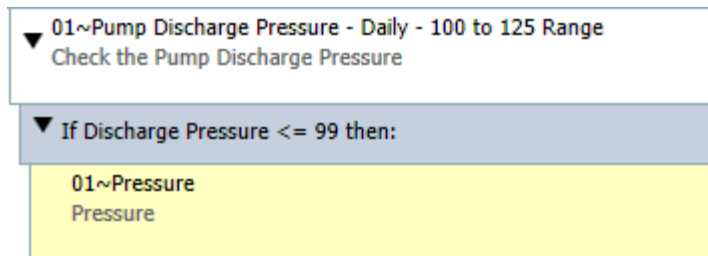 01~Pump Discharge Pressure - Daily - 100 to 125 Range
Check the Pump Discharge Pressure
If Discharge Pressure <= 99 then:
01~Pressure
Pressure